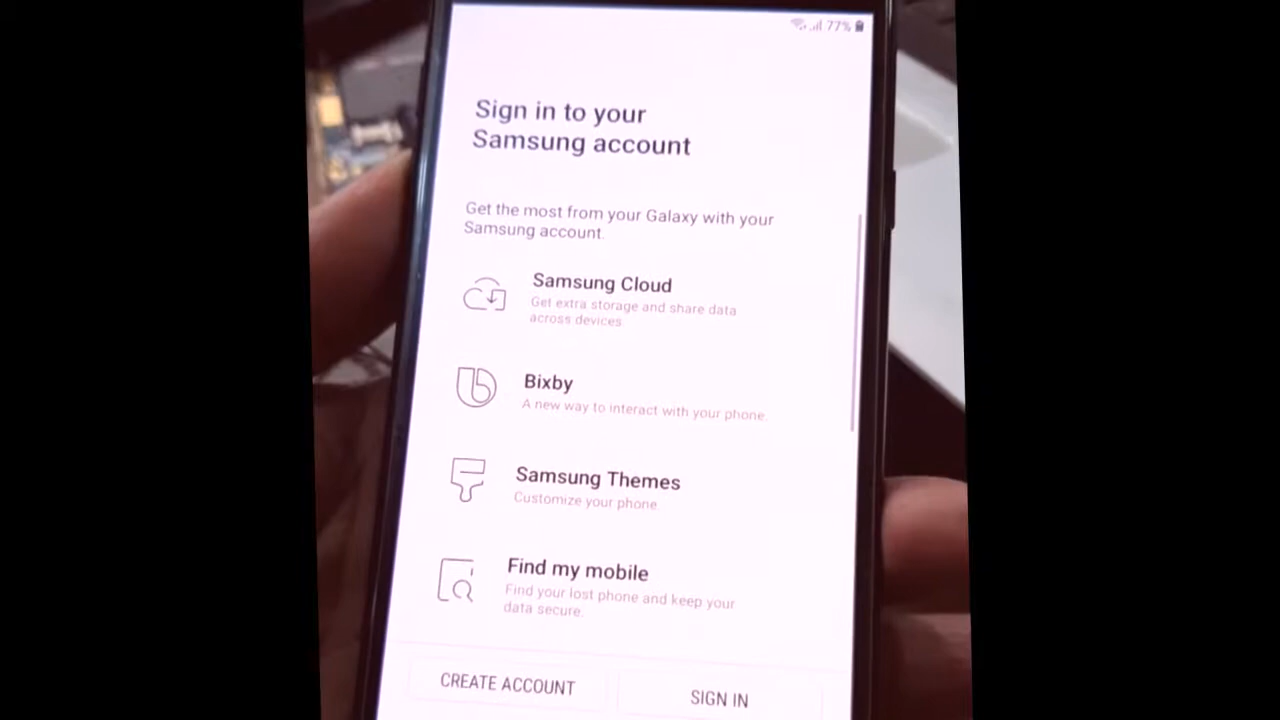 77%
Sign in to your
Samsung account
Get the most from your Galaxy with your
Samsung account.
Samsung Cloud
Get extra storage and share data
across devices.
Bixby
A new way to interact with your phone.
Samsung Themes
Customize your phone
Find my mobile
Find your lost phone and keep your
data secure.
CREATE ACCOUNT
SIGN IN